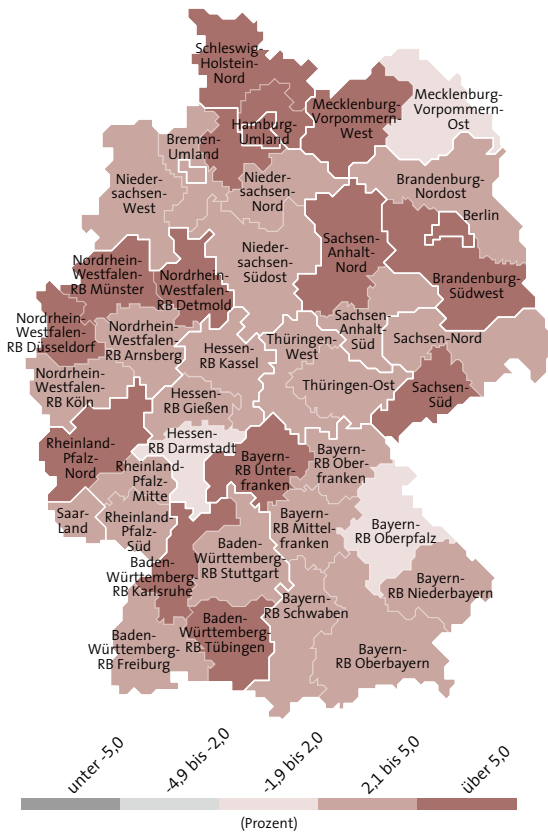 Schleswig-
Holstein-
Nord
Mecklenburg-
Vorpommern-
Ost
Mecklenburg-
Vorpommern-
West
Hamburg-
Umland
Bremen-
Umland
Brandenburg-
Nordost
Nieder-
sachsen-
West
Nieder-
sachsen-
Nord
Berlin
Nieder-
sachsen-
Südost
Sachsen-
Anhalt-
Nord
Nordrhein-
Westfalen-
RB Münster
Nordrhein-
Westfalen-
RB Detmold
Brandenburg-
Südwest
Nordrhein-
Westfalen-
RB Düsseldorf
Nordrhein-
Westfalen-
RB Arnsberg
Sachsen-
Anhalt-
Süd
Sachsen-Nord
Hessen-
RB Kassel
Thüringen-
West
Nordrhein-
Westfalen-
RB Köln
Thüringen-Ost
Sachsen-
Süd
Hessen-
RB Gießen
Hessen-
RB Darmstadt
Rheinland-
Pfalz-
Nord
Bayern-
RB Unter-
franken
Bayern-
RB Ober-
franken
Rheinland-
Pfalz-
Mitte
Saar-
Land
Rheinland-
Pfalz-
Süd
Bayern-
RB Mittel-
franken
Bayern-
RB Oberpfalz
Baden-
Württemberg-
RB Stuttgart
Baden-
Württemberg-
RB Karlsruhe
Bayern-
RB Niederbayern
Bayern-
RB Schwaben
Baden-
Württemberg-
RB Tübingen
Baden-
Württemberg-
RB Freiburg
Bayern-
RB Oberbayern
unter -5,0
-4,9 bis -2,0
-1,9 bis 2,0
2,1 bis 5,0
über 5,0
(Prozent)